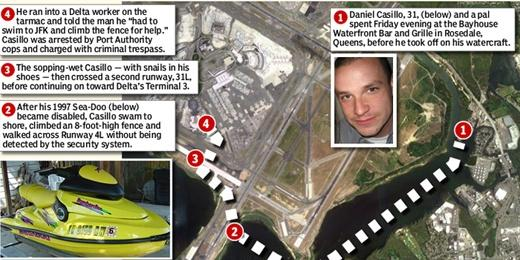 1 Daniel Casillo, 31, (below) and a pal
spent Friday evening at the Bayhouse
Waterfront Bar and Grille in Rosedale,
Queens, before he took off on his watercraft.
2 After his 1997 Sea-Doo (below)
became disabled, Casillo swam to
shore, climbed an 8-foot-high fence and
walked across Runway 4L without being
detected by the security system.
3 The sopping-wet Casillo — with snails in his
shoes — then crossed a second runway, 31L,
before continuing on toward Delta's Terminal 3.
4 He ran into a Delta worker on the
tarmac and told the man he "had to
swim to JFK and climb the fence for help."
Casillo was arrested by Port Authority
cops and charged with criminal trespass.
4
3
2
1